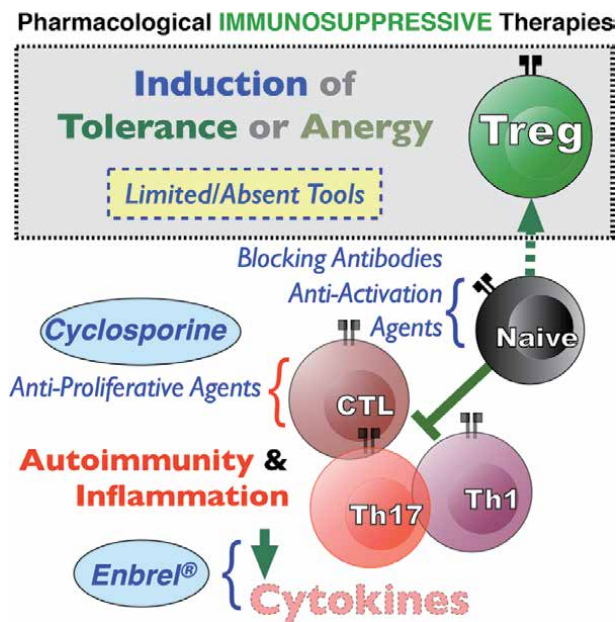 Pharmacological IMMUNOSUPPRESSIVE Therapies
Induction of
Tolerance or Anergy
Limited/Absent Tools
Treg
Blocking Antibodies
Anti-Activation
Agents
Naive
Cyclosporine
Anti-Proliferative Agents
CTL
Autoimmunity &
Inflammation
Th17
Th1
Enbrel®
Cytokines